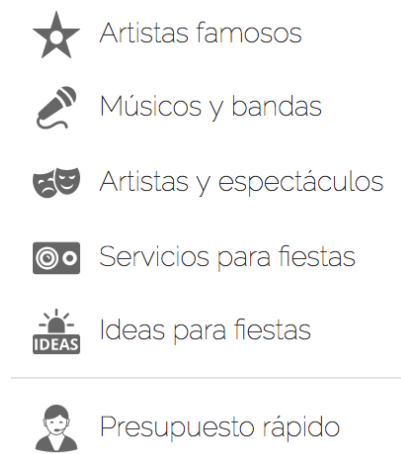 Artistas famosos
Músicos y bandas
Artistas y espectáculos
Servicios para fiestas
IDEAS
Ideas para fiestas
Presupuesto rápido